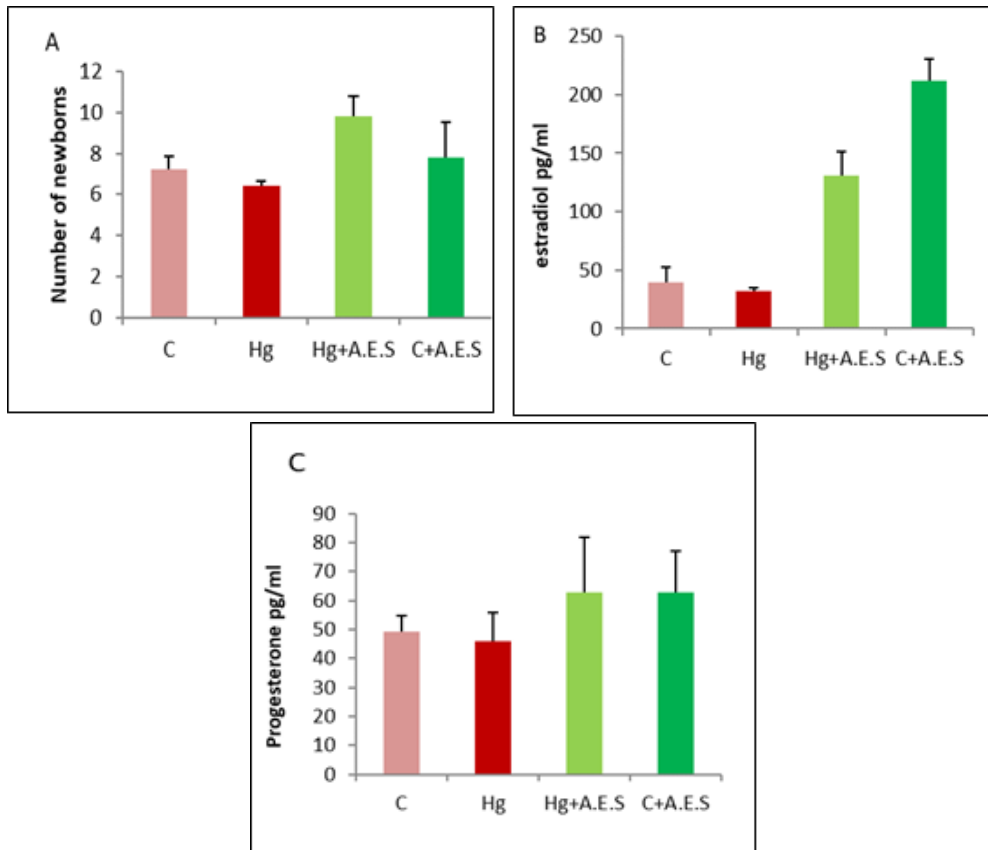 A
Number of newborns
12
10
8
6
4
2
0
C Hg Hg+A.E.S C+A.E.S
B
estradiol pg/ml
250
200
150
100
50
0
C Hg Hg+A.E.S C+A.E.S
C
Progesterone pg/ml
90
80
70
60
50
40
30
20
10
0
C Hg Hg+A.E.S C+A.E.S